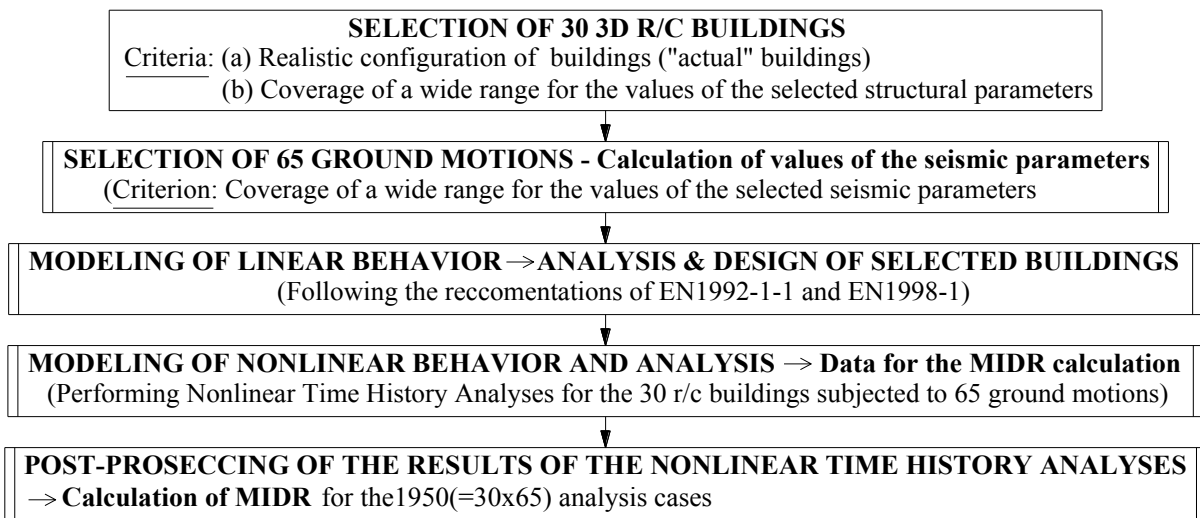 SELECTION OF 30 3D R/C BUILDINGS
Criteria: (a) Realistic configuration of buildings ("actual" buildings)
(b) Coverage of a wide range for the values of the selected structural parameters
SELECTION OF 65 GROUND MOTIONS - Calculation of values of the seismic parameters
(Criterion: Coverage of a wide range for the values of the selected seismic parameters
MODELING OF LINEAR BEHAVIOR → ANALYSIS & DESIGN OF SELECTED BUILDINGS
(Following the reccomentations of EN1992-1-1 and EN1998-1)
MODELING OF NONLINEAR BEHAVIOR AND ANALYSIS → Data for the MIDR calculation
(Performing Nonlinear Time History Analyses for the 30 r/c buildings subjected to 65 ground motions)
POST-PROSECCING OF THE RESULTS OF THE NONLINEAR TIME HISTORY ANALYSES
→ Calculation of MIDR for the1950(=30x65) analysis cases